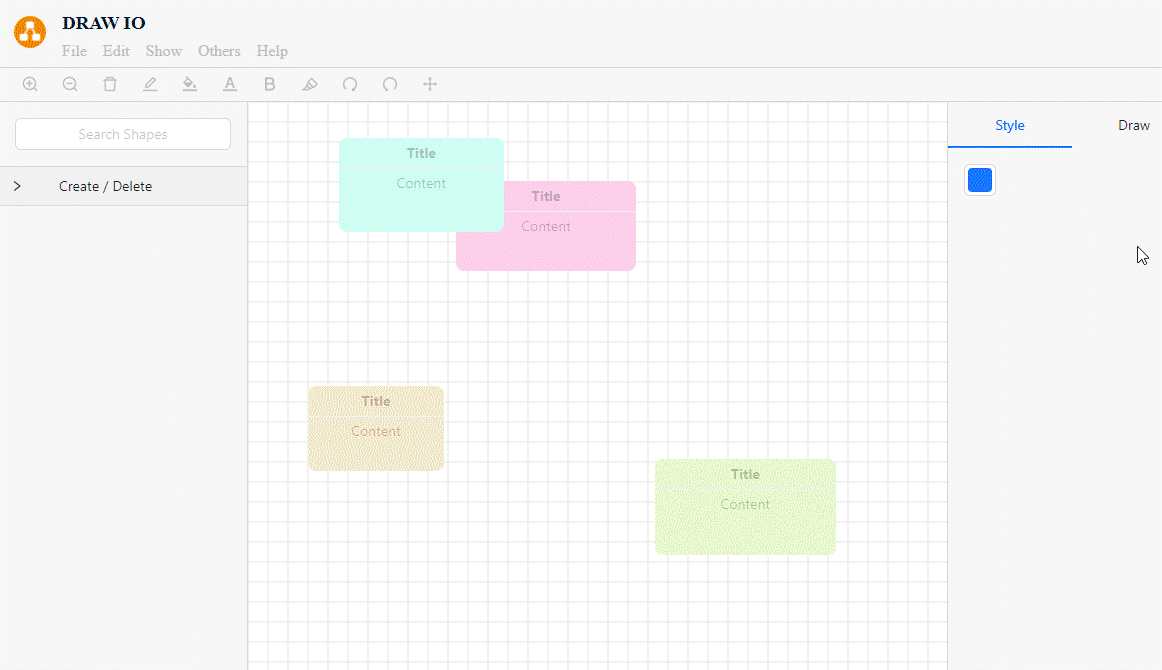 DRAW IO
File Edit Show Others Help
A B
Search Shapes
Create / Delete
Title
Content
Title
Content
Title
Content
Title
Content
Style Draw